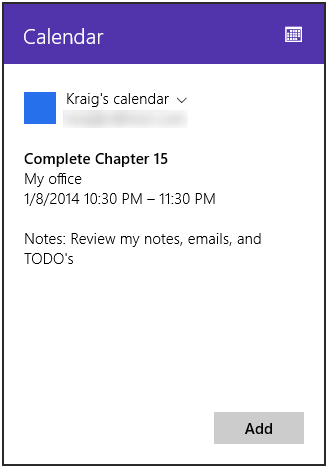 Calendar
Kraig's calendar
Complete Chapter 15
My office
1/8/2014 10:30 PM – 11:30 PM
Notes: Review my notes, emails, and
TODO's
Add